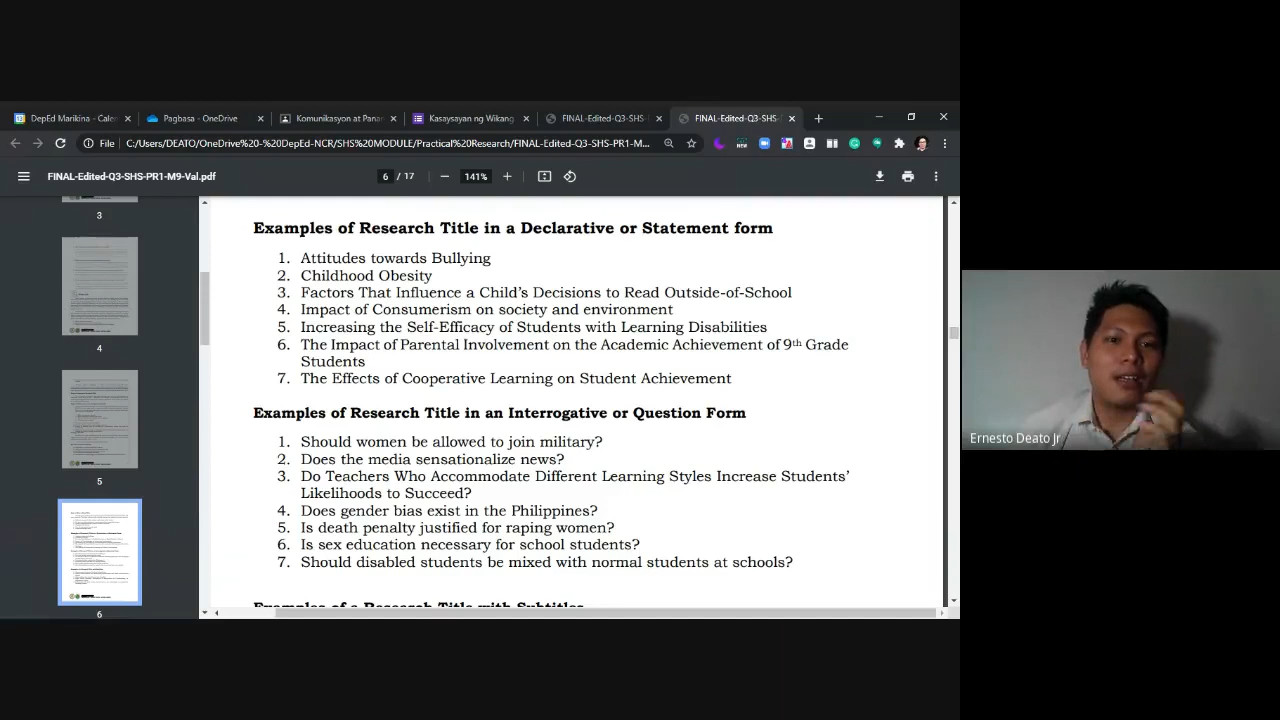 DepEd Marikina - Cale
Pagbasa - OneDrive
Komunikasyon at Panan
Kasaysayan ng Wikang
FINAL-Edited-Q3-SHS-
FINAL-Edited-Q3-SHS-
File
C:/Users/DEATO/OneDrive%20-%20DepEd-NCR/SHS%20MODULE/Practical%20Research/FINAL-Edited-Q3-SHS-PR1-M...
FINAL-Edited-Q3-SHS-PR1-M9-Val.pdf
6 / 17
141%
3
4
5
6
Examples of Research Title in a Declarative or Statement form
1. Attitudes towards Bullying
2. Childhood Obesity
3. Factors That Influence a Child's Decisions to Read Outside-of-School
4. Impact of Consumerism on society and environment
5. Increasing the Self-Efficacy of Students with Learning Disabilities
6. The Impact of Parental Involvement on the Academic Achievement of 9th Grade
Students
7. The Effects of Cooperative Learning on Student Achievement
Examples of Research Title in an Interrogative or Question Form
1. Should women be allowed to join military?
2. Does the media sensationalize news?
3. Do Teachers Who Accommodate Different Learning Styles Increase Students'
Likelihoods to Succeed?
4. Does gender bias exist in the Philippines?
5. Is death penalty justified for raping women?
6. Is sex education necessary for school students?
7. Should disabled students be mixed with normal students at schools?
Examples of a Research Title with Subtitles
Ernesto Deato Jr